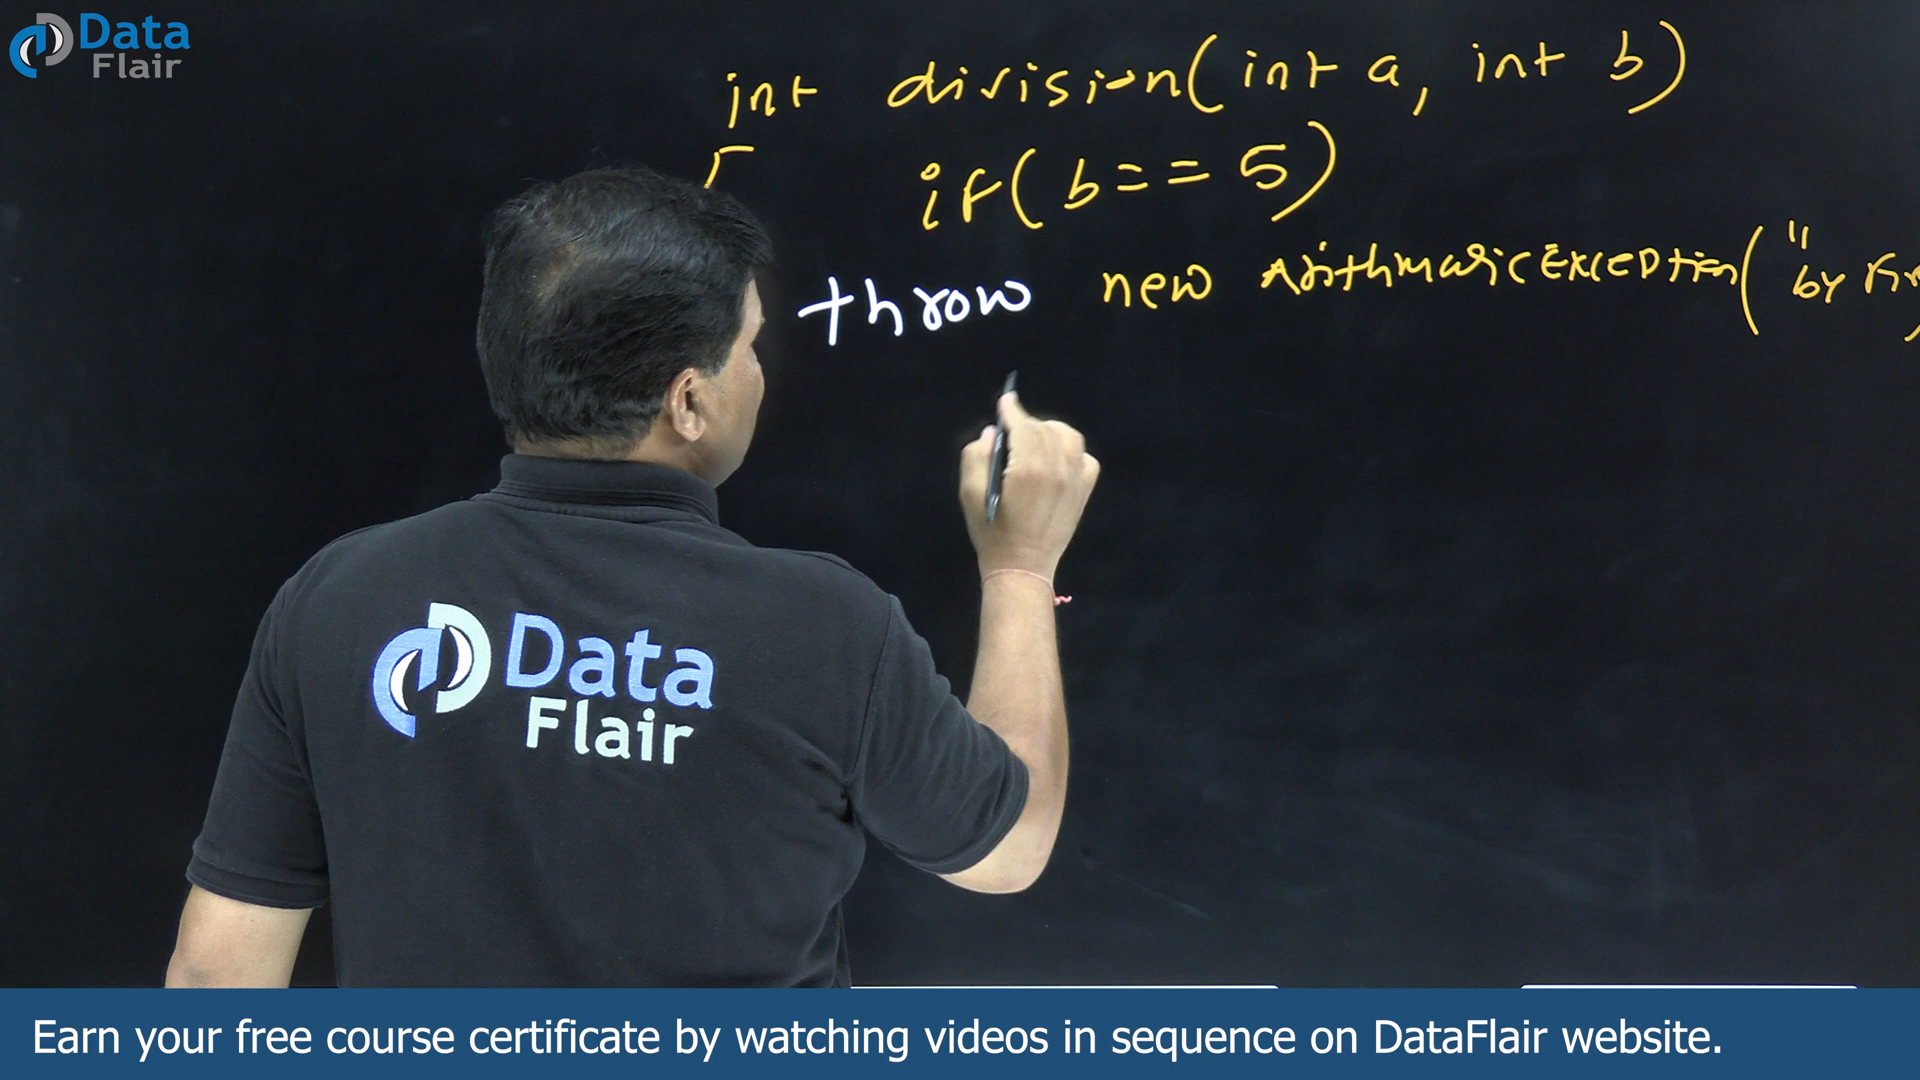 Data
Flair
int division(int a, int b)
if(b==5)
throw new ArithmaticException("by
Data
Flair
Earn your free course certificate by watching videos in sequence on DataFlair website.